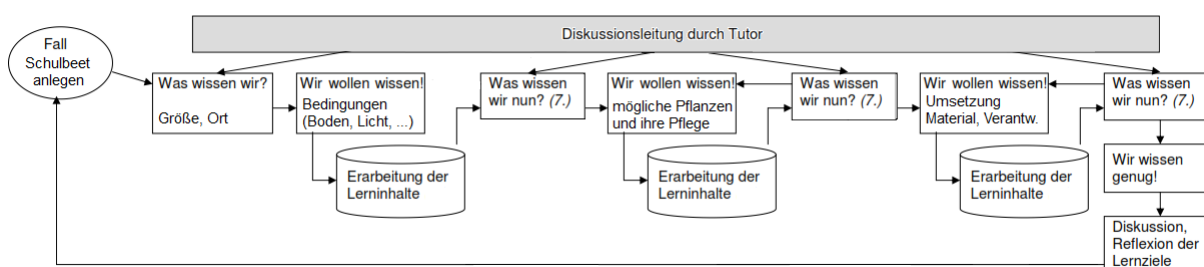 Diskussionsleitung durch Tutor
Fall
Schulbeet
anlegen
Was wissen wir?
Größe, Ort
Wir wollen wissen!
Bedingungen
(Boden, Licht, ...)
Erarbeitung der
Lerninhalte
Was wissen
wir nun? (7.)
Wir wollen wissen!
mögliche Pflanzen
und ihre Pflege
Erarbeitung der
Lerninhalte
Was wissen
wir nun? (7.)
Wir wollen wissen!
Umsetzung
Material, Verantw.
Erarbeitung der
Lerninhalte
Was wissen
wir nun? (7.)
Wir wissen
genug!
Diskussion,
Reflexion der
Lernziele